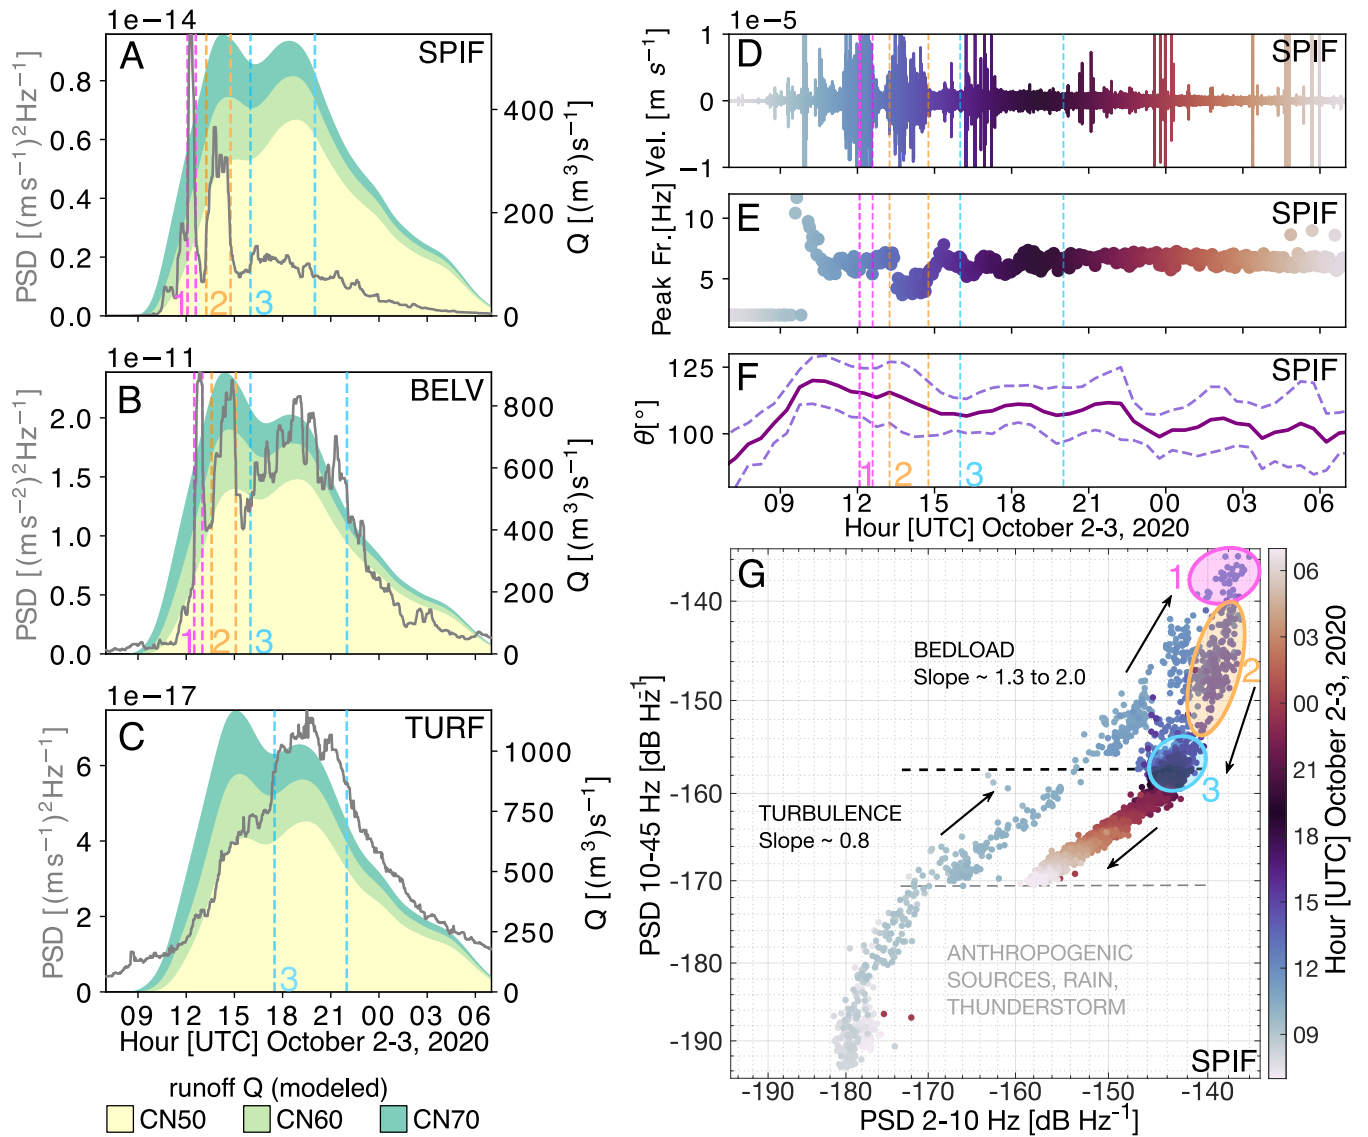 1e−14
A
SPIF
PSD [(ms⁻¹)²Hz⁻¹]
0.8
0.6
0.4
0.2
0.0
400
200
0
Q [(m³)s⁻¹]
1
2
3
1e−11
B
BELV
PSD [(ms⁻²)²Hz⁻¹]
2.0
1.5
1.0
0.5
0.0
800
600
400
200
0
Q [(m³)s⁻¹]
1
2
3
1e−17
C
TURF
PSD [(ms⁻¹)²Hz⁻¹]
6
4
2
0
1000
750
500
250
0
Q [(m³)s⁻¹]
3
09 12 15 18 21 00 03 06
Hour [UTC] October 2-3, 2020
runoff Q (modeled)
CN50 CN60 CN70
1e−5
D
SPIF
Vel. [m s⁻¹]
1
0
−1
E
SPIF
Peak Fr.[Hz]
10
5
F
SPIF
θ[°]
125
100
1
2
3
09 12 15 18 21 00 03 06
Hour [UTC] October 2-3, 2020
G
1
BEDLOAD
Slope ~ 1.3 to 2.0
2
3
TURBULENCE
Slope ~ 0.8
ANTHROPOGENIC
SOURCES, RAIN,
THUNDERSTORM
SPIF
PSD 10-45 Hz [dB Hz⁻¹]
-140
-150
-160
-170
-180
-190
-190 -180 -170 -160 -150 -140
PSD 2-10 Hz [dB Hz⁻¹]
06
03
00
21
18
15
12
09
Hour [UTC] October 2-3, 2020